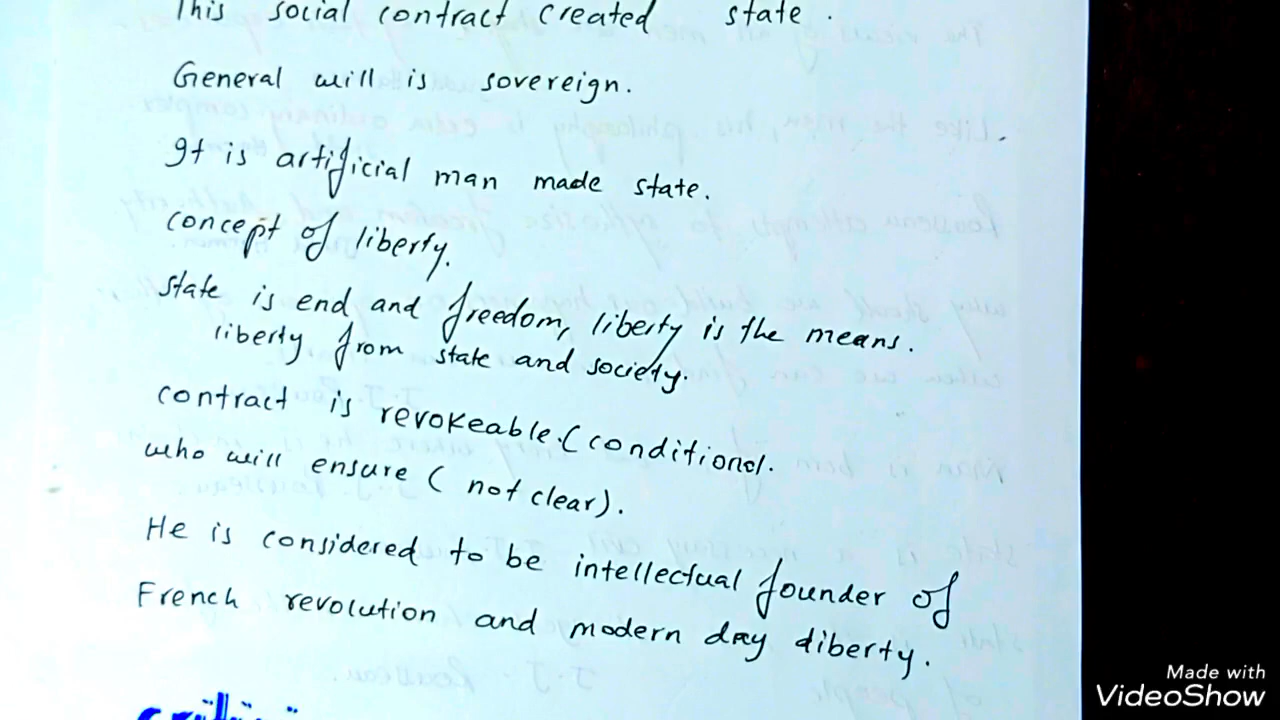 This social contract created state.
General will is sovereign.
It is artificial man made state.
concept of liberty.
state is end and freedom, liberty is the means.
liberty from state and society.
contract is revokeable.(conditional.
who will ensure ( not clear).
He is considered to be intellectual founder of
French revolution and modern day diberty.
Made with
VideoShow